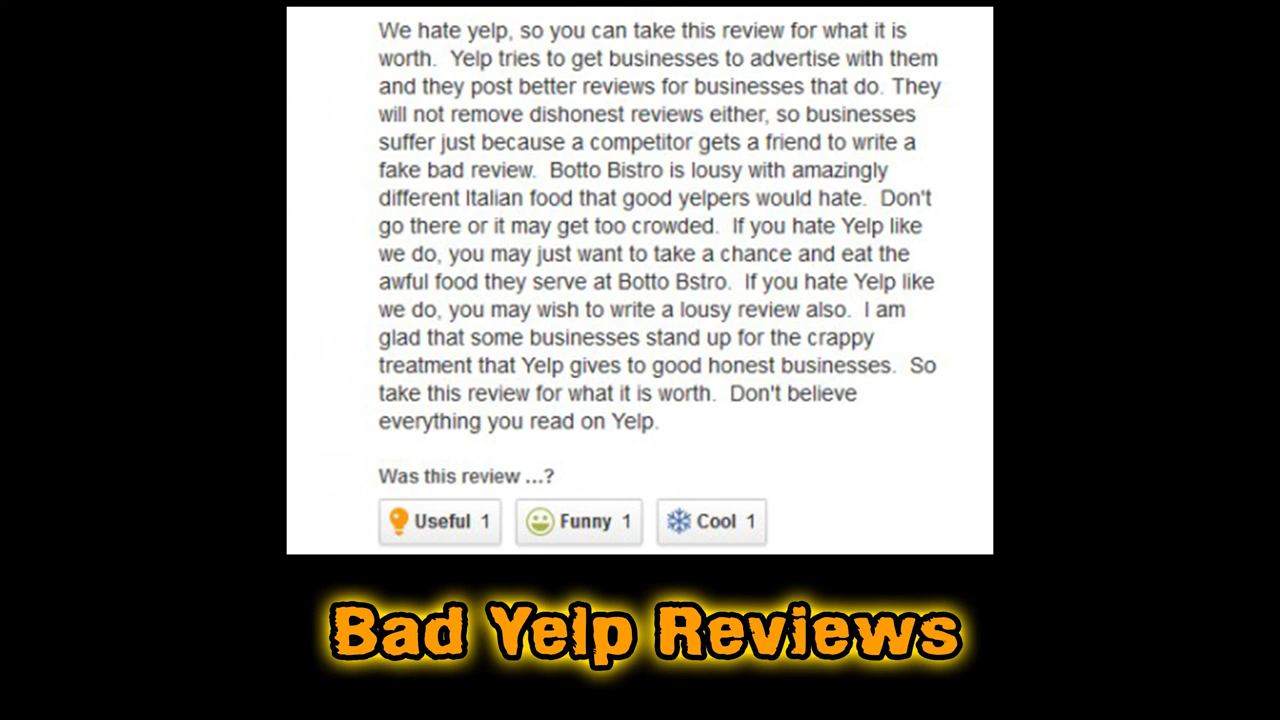 We hate yelp, so you can take this review for what it is
worth.  Yelp tries to get businesses to advertise with them
and they post better reviews for businesses that do. They
will not remove dishonest reviews either, so businesses
suffer just because a competitor gets a friend to write a
fake bad review.  Botto Bistro is lousy with amazingly
different Italian food that good yelpers would hate.  Don't
go there or it may get too crowded.  If you hate Yelp like
we do, you may just want to take a chance and eat the
awful food they serve at Botto Bstro.  If you hate Yelp like
we do, you may wish to write a lousy review also.  I am
glad that some businesses stand up for the crappy
treatment that Yelp gives to good honest businesses.  So
take this review for what it is worth.  Don't believe
everything you read on Yelp.
Was this review ...?
Useful 1 Funny 1 Cool 1
Bad Yelp Reviews